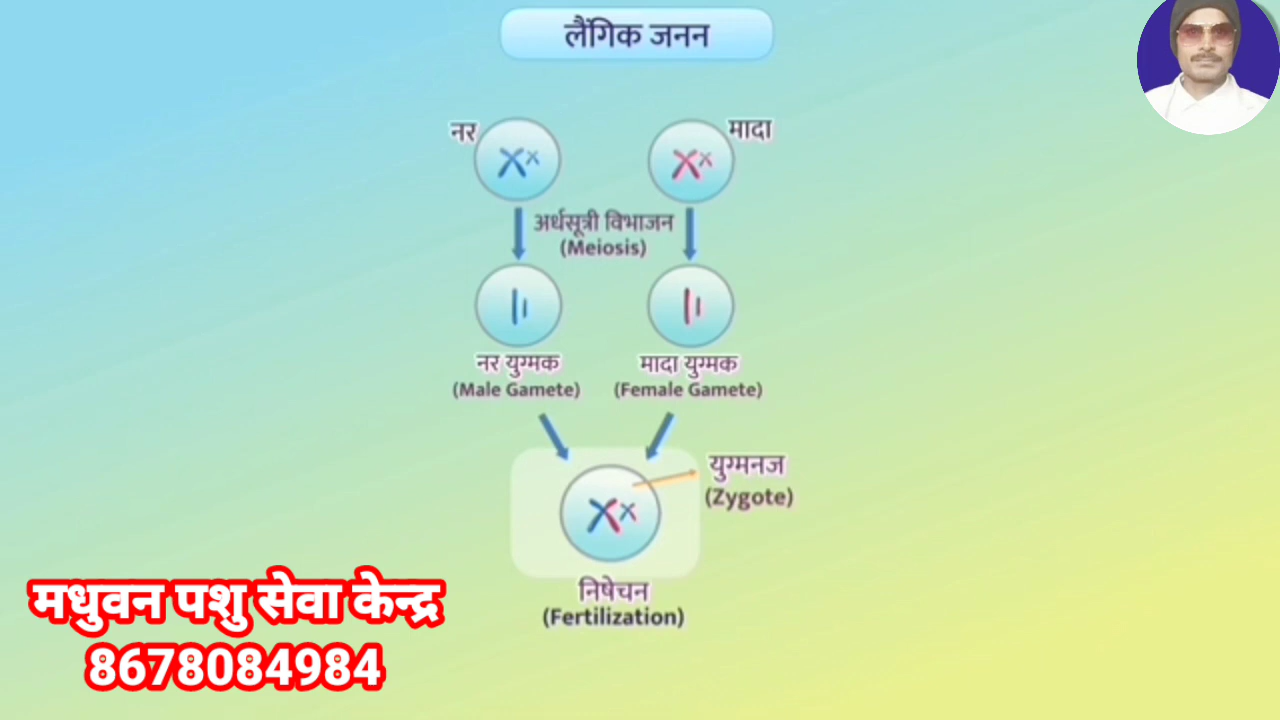 लैंगिक जनन
नर
मादा
अर्धसूत्री विभाजन
(Meiosis)
नर युग्मक
(Male Gamete)
मादा युग्मक
(Female Gamete)
युग्मनज
(Zygote)
निषेचन
(Fertilization)
मधुवन पशु सेवा केन्द्र
8678084984